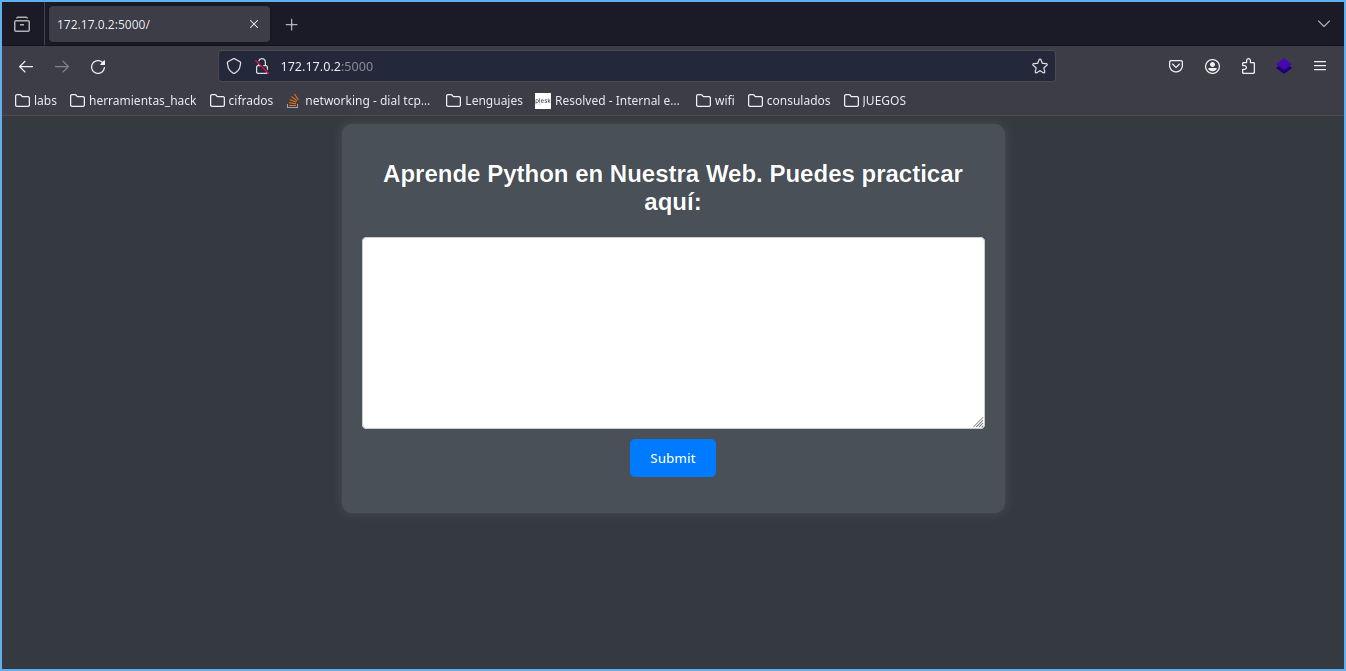 172.17.0.2:5000/
172.17.0.2:5000
labs herramientas_hack cifrados networking - dial tcp... Lenguajes plesk Resolved - Internal e... wifi consulados JUEGOS
Aprende Python en Nuestra Web. Puedes practicar
aquí:
Submit